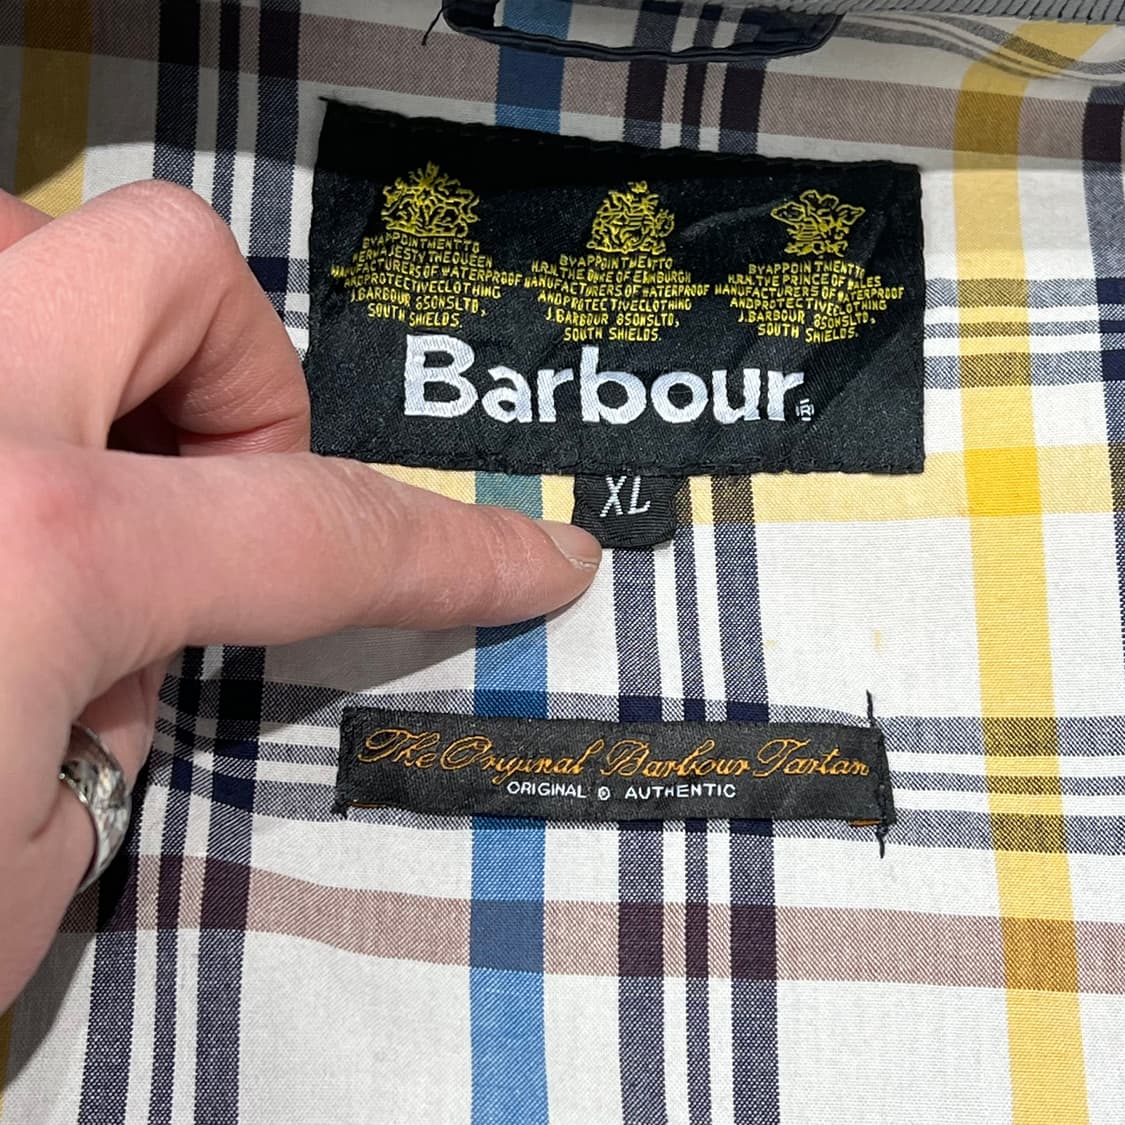 BY APPOINTMENT TO
HER MAJESTY THE QUEEN
MANUFACTURERS OF WATERPROOF
AND PROTECTIVE CLOTHING
J.BARBOUR & SONS LTD,
SOUTH SHIELDS.
BY APPOINTMENT TO
H.R.H. THE DUKE OF EDINBURGH
MANUFACTURERS OF WATERPROOF
AND PROTECTIVE CLOTHING
J.BARBOUR & SONS LTD,
SOUTH SHIELDS.
BY APPOINTMENT TO
H.R.H. THE PRINCE OF WALES
MANUFACTURERS OF WATERPROOF
AND PROTECTIVE CLOTHING
J.BARBOUR & SONS LTD,
SOUTH SHIELDS.
Barbour®
XL
The Original Barbour Tartan
ORIGINAL & AUTHENTIC